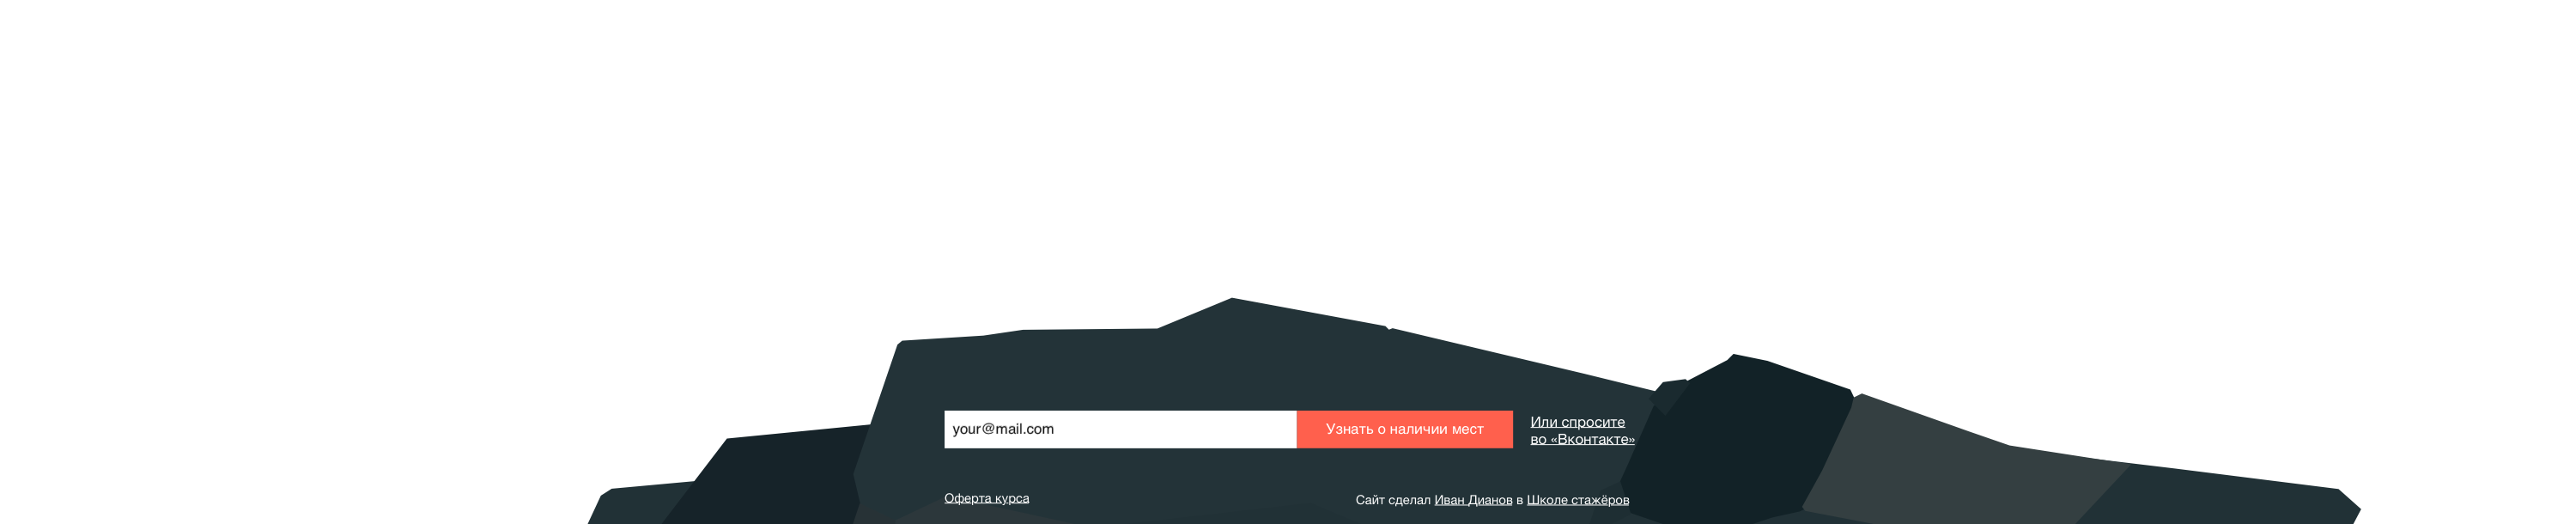 your@mail.com
Узнать о наличии мест
Или спросите
во «Вконтакте»
Оферта курса
Сайт сделал Иван Дианов в Школе стажёров